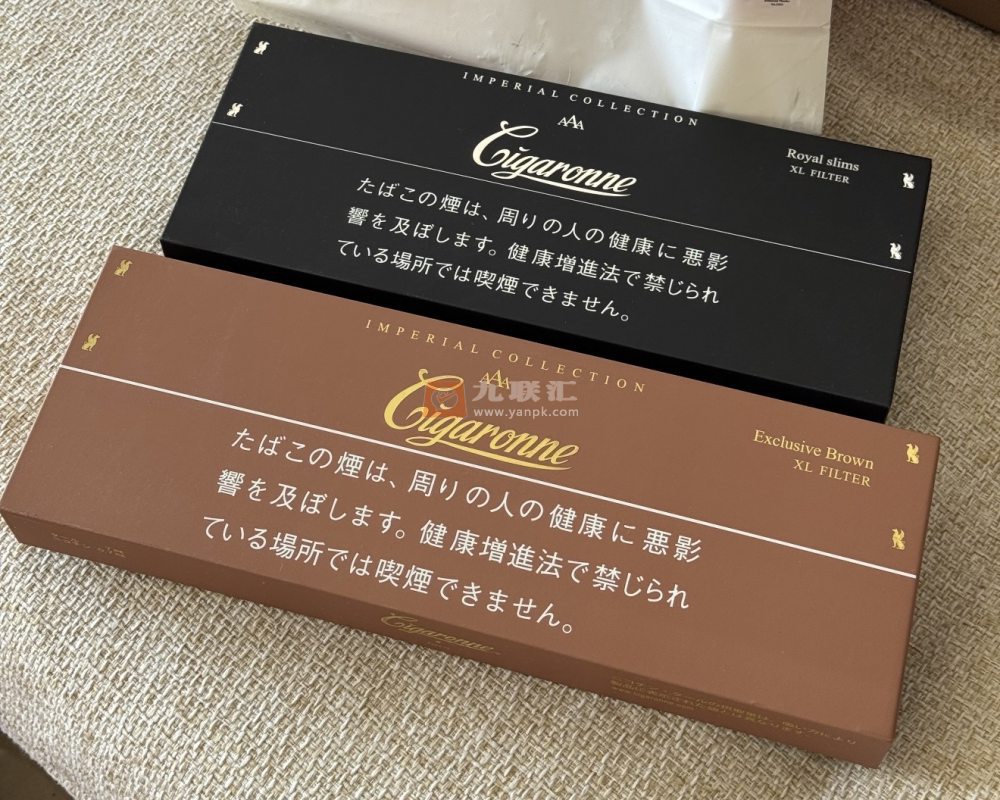 IMPERIAL COLLECTION
AAA
Cigaronne
Royal slims
XL FILTER
たばこの煙は、周りの人の健康に悪影
響を及ぼします。健康増進法で禁じられ
ている場所では喫煙できません。
IMPERIAL COLLECTION
AAA
Cigaronne
九联汇
www.yanpk.com
Exclusive Brown
XL FILTER
たばこの煙は、周りの人の健康に悪影
響を及ぼします。健康増進法で禁じられ
ている場所では喫煙できません。
Cigaronne
www.cigaronne.com